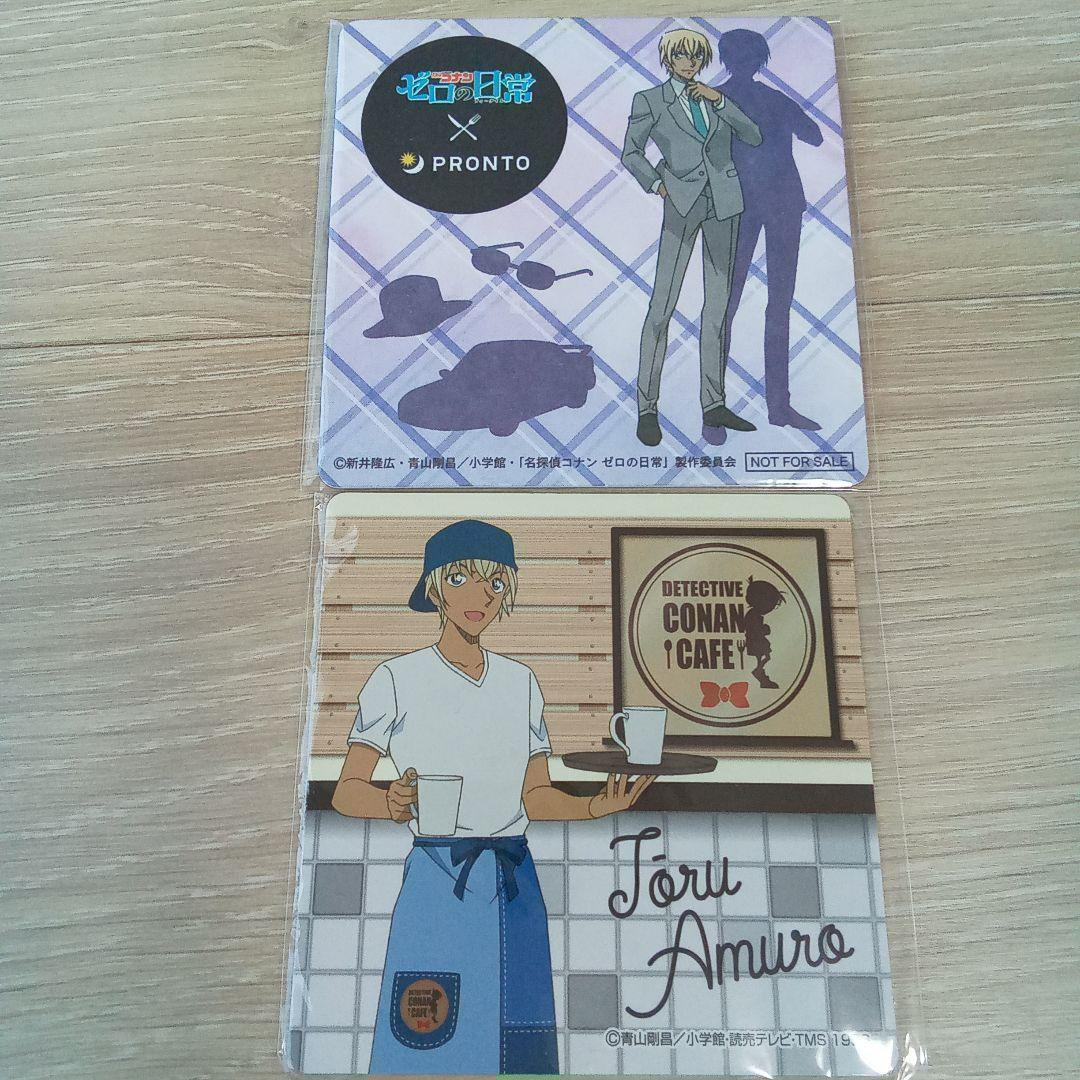 名探偵コナン
ゼロの日常
PRONTO
©新井隆広・青山剛昌／小学館・「名探偵コナン ゼロの日常」製作委員会 NOT FOR SALE
DETECTIVE
CONAN
CAFE
Tōru
Amuro
DETECTIVE
CONAN
CAFE
©青山剛昌／小学館・読売テレビ・TMS